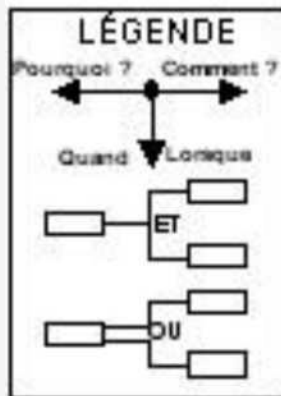 LÉGENDE
Pourquoi ? Comment ?
Quand Lorsque
ET
OU